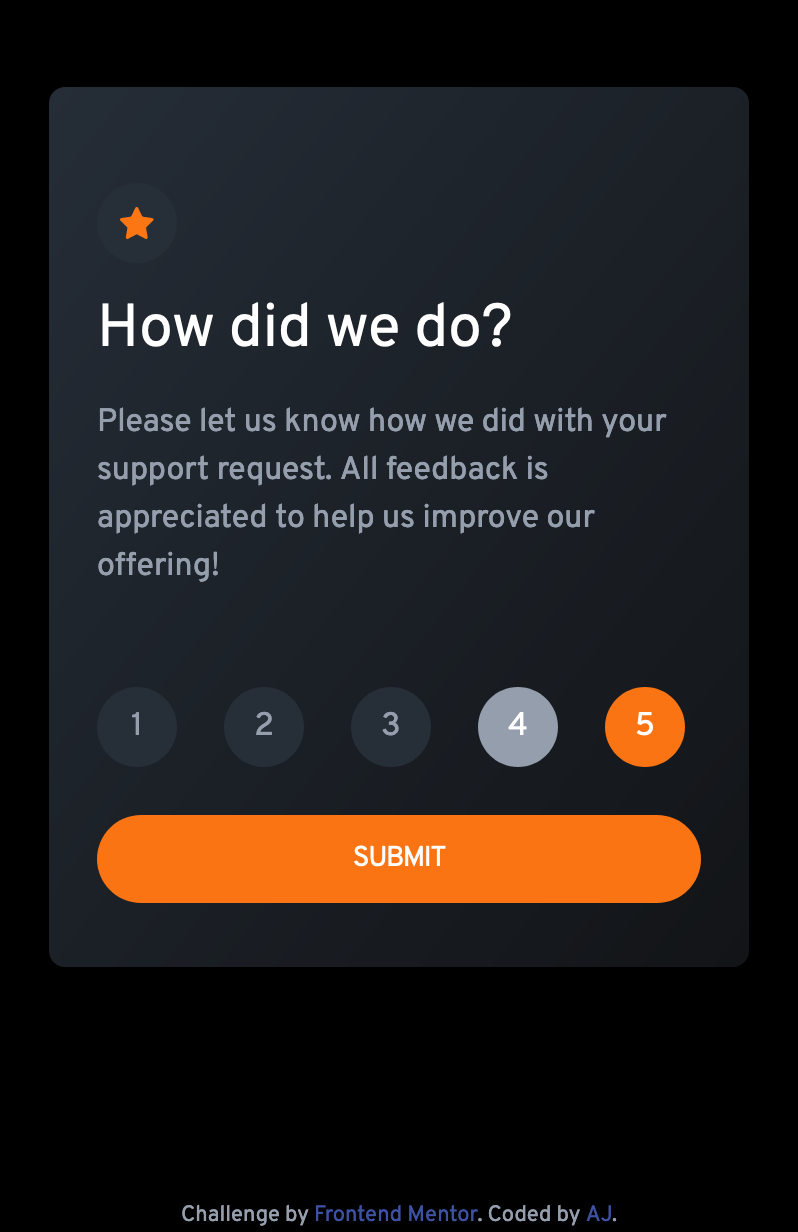 How did we do?
Please let us know how we did with your
support request. All feedback is
appreciated to help us improve our
offering!
1 2 3 4 5
SUBMIT
Challenge by Frontend Mentor. Coded by AJ.